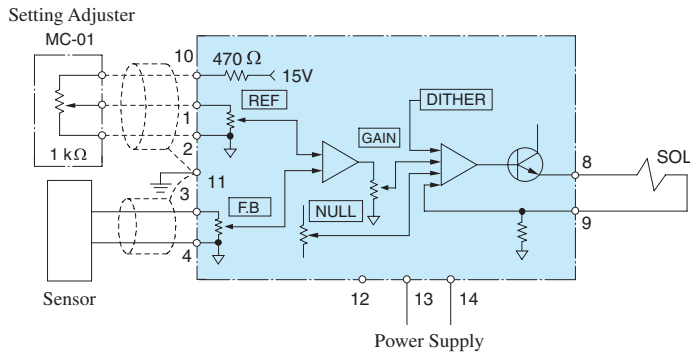 Setting Adjuster
MC-01
10
470 Ω
15V
REF
DITHER
1
1 kΩ
2
GAIN
SOL
8
11
3
F.B
NULL
9
4
Sensor
12
13
14
Power Supply